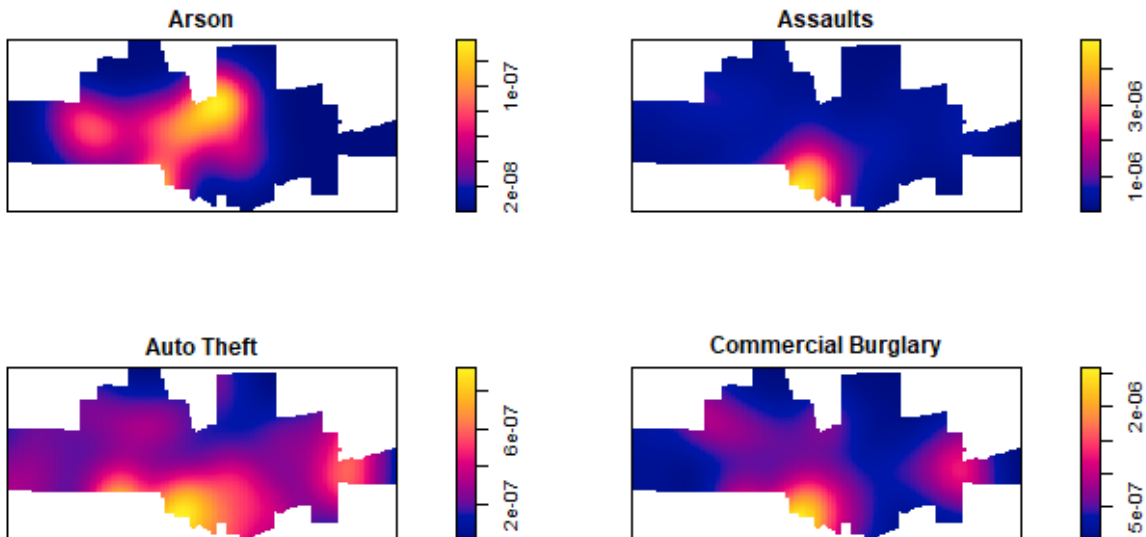 Arson
1e-07
2e-08
Assaults
3e-06
1e-06
Auto Theft
6e-07
2e-07
Commercial Burglary
2e-06
5e-07